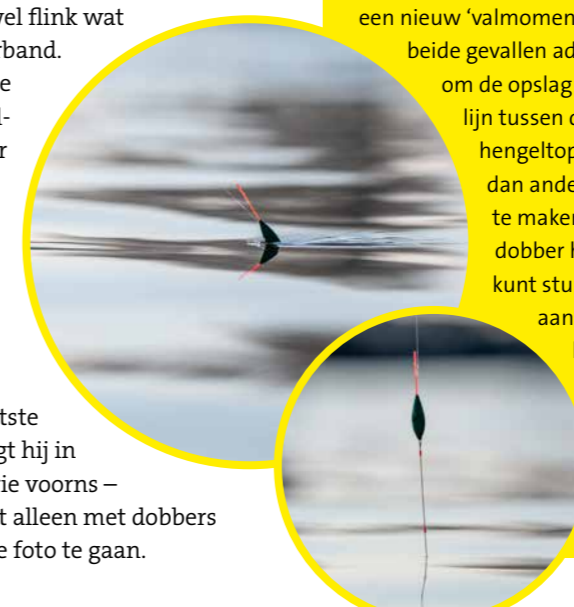 vel flink wat
rband.
e
l-
r
tste
gt hij in
ie voorns –
t alleen met dobbers
e foto te gaan.
een nieuw ‘valmomen
beide gevallen ad
om de opslag
lijn tussen d
hengeltop
dan ande
te maken
dobber h
kunt stu
aan